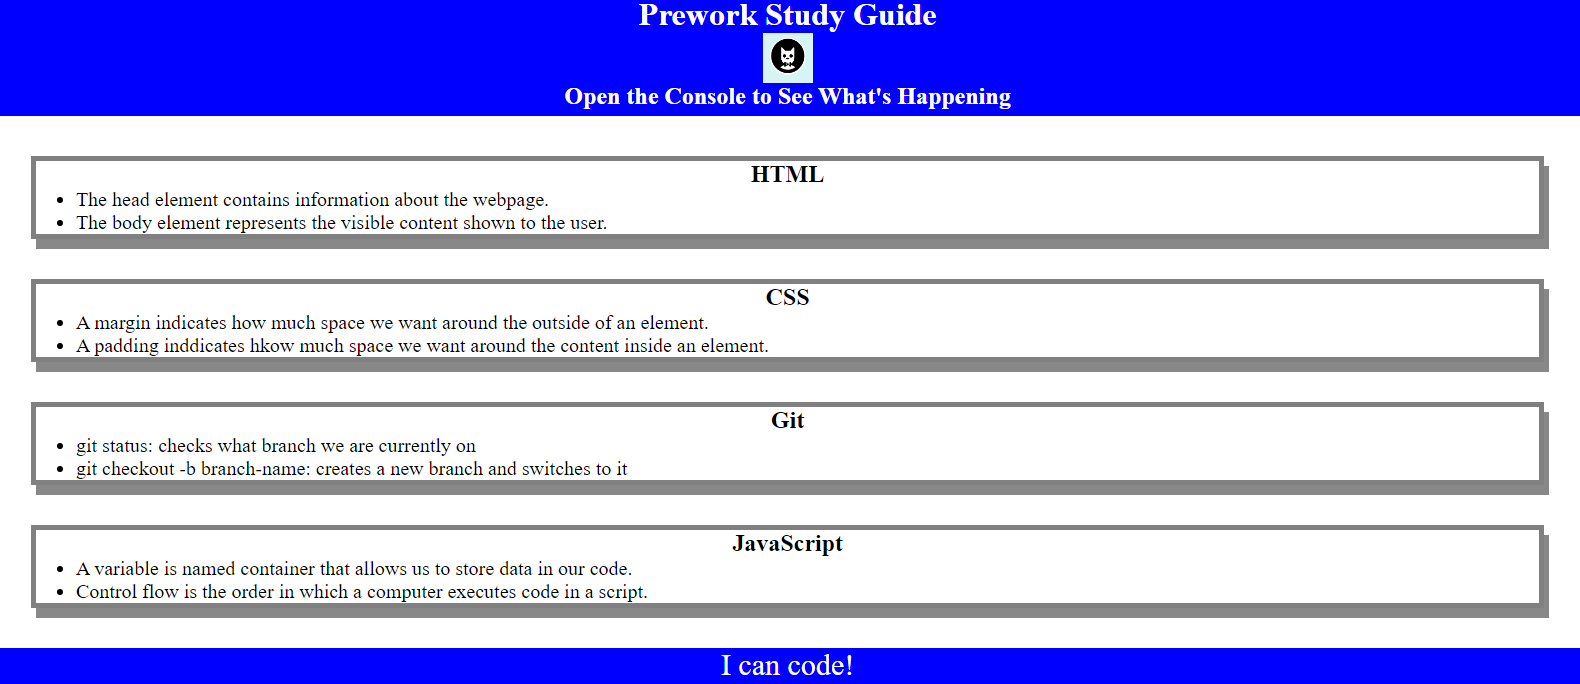 Prework Study Guide
Open the Console to See What's Happening
HTML
• The head element contains information about the webpage.
• The body element represents the visible content shown to the user.
CSS
• A margin indicates how much space we want around the outside of an element.
• A padding inddicates hkow much space we want around the content inside an element.
Git
• git status: checks what branch we are currently on
• git checkout -b branch-name: creates a new branch and switches to it
JavaScript
• A variable is named container that allows us to store data in our code.
• Control flow is the order in which a computer executes code in a script.
I can code!